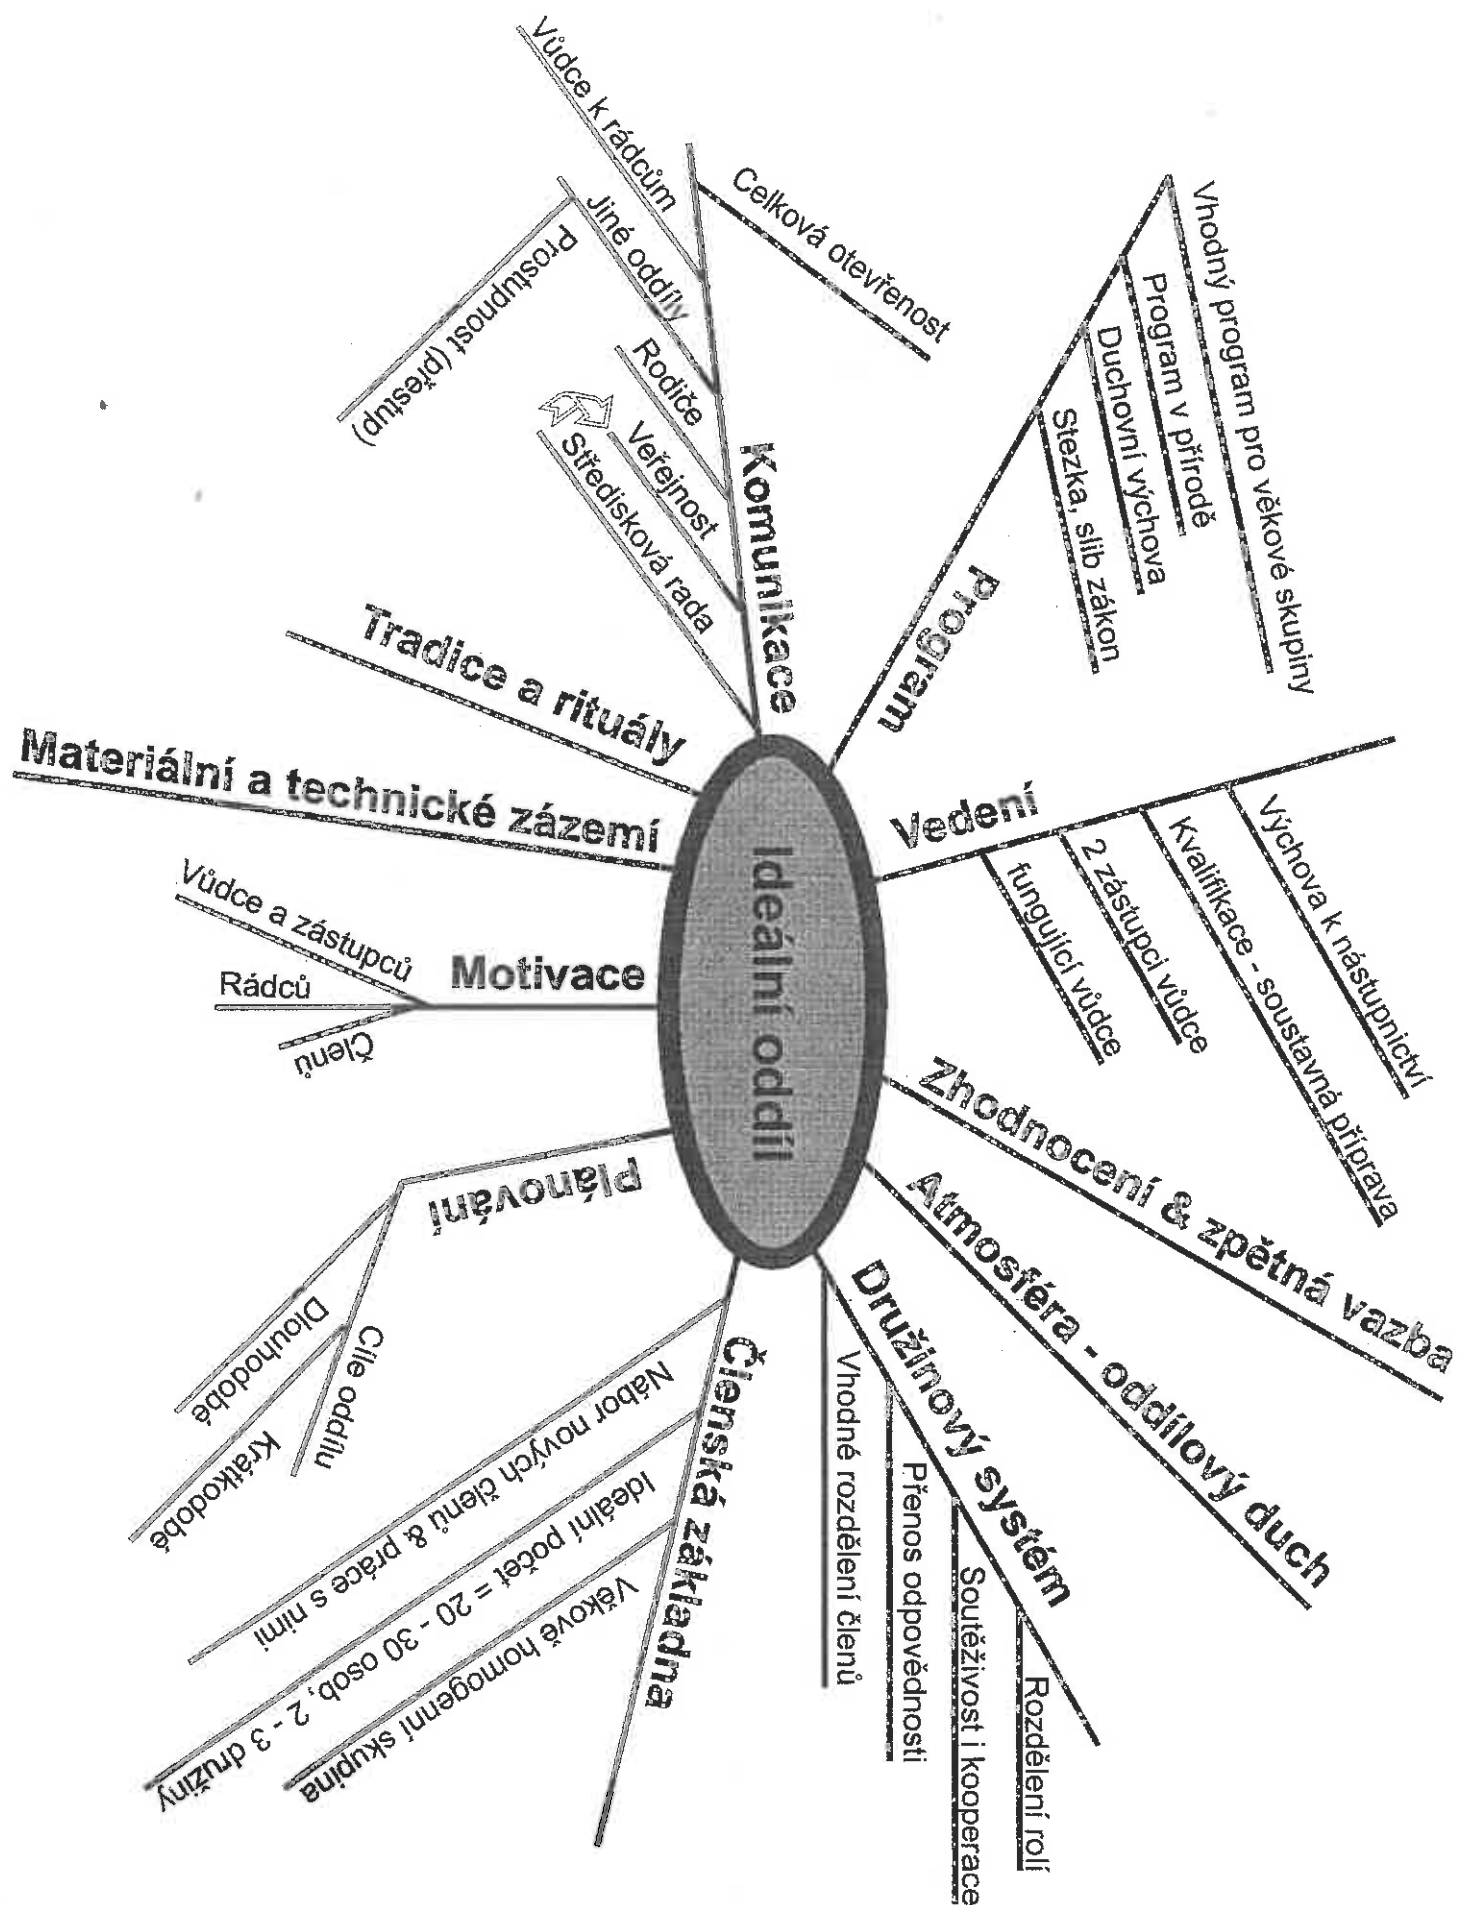 Ideální oddíl
Komunikace
Celková otevřenost
Vůdce k rádcům
Jiné oddíly
Prostupnost (přestup)
Rodiče
Veřejnost
Středisková rada
Program
Vhodný program pro věkové skupiny
Program v přírodě
Duchovní výchova
Stezka, slib zákon
Vedení
Výchova k nástupnictví
Kvalifikace - soustavná příprava
2 zástupci vůdce
fungující vůdce
Zhodnocení & zpětná vazba
Atmosféra - oddílový duch
Družinový systém
Vhodné rozdělení členů
Přenos odpovědnosti
Soutěživost i kooperace
Rozdělení rolí
Členská základna
Nábor nových členů & práce s nimi
Ideální počet = 20 - 30 osob, 2 - 3 družiny
Věkově homogenní skupina
Plánování
Cíle oddílu
Dlouhodobé
Krátkodobé
Motivace
Vůdce a zástupců
Rádců
Členů
Materiální a technické zázemí
Tradice a rituály